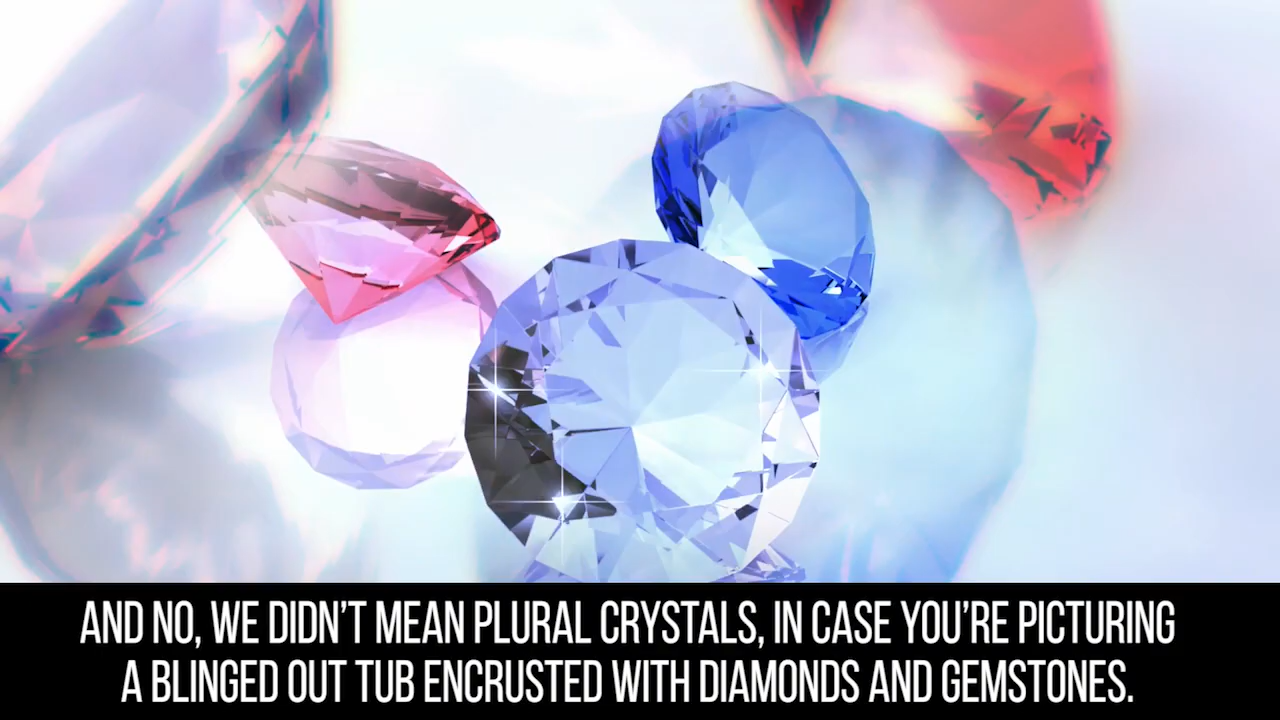 AND NO, WE DIDN'T MEAN PLURAL CRYSTALS, IN CASE YOU'RE PICTURING
A BLINGED OUT TUB ENCRUSTED WITH DIAMONDS AND GEMSTONES.